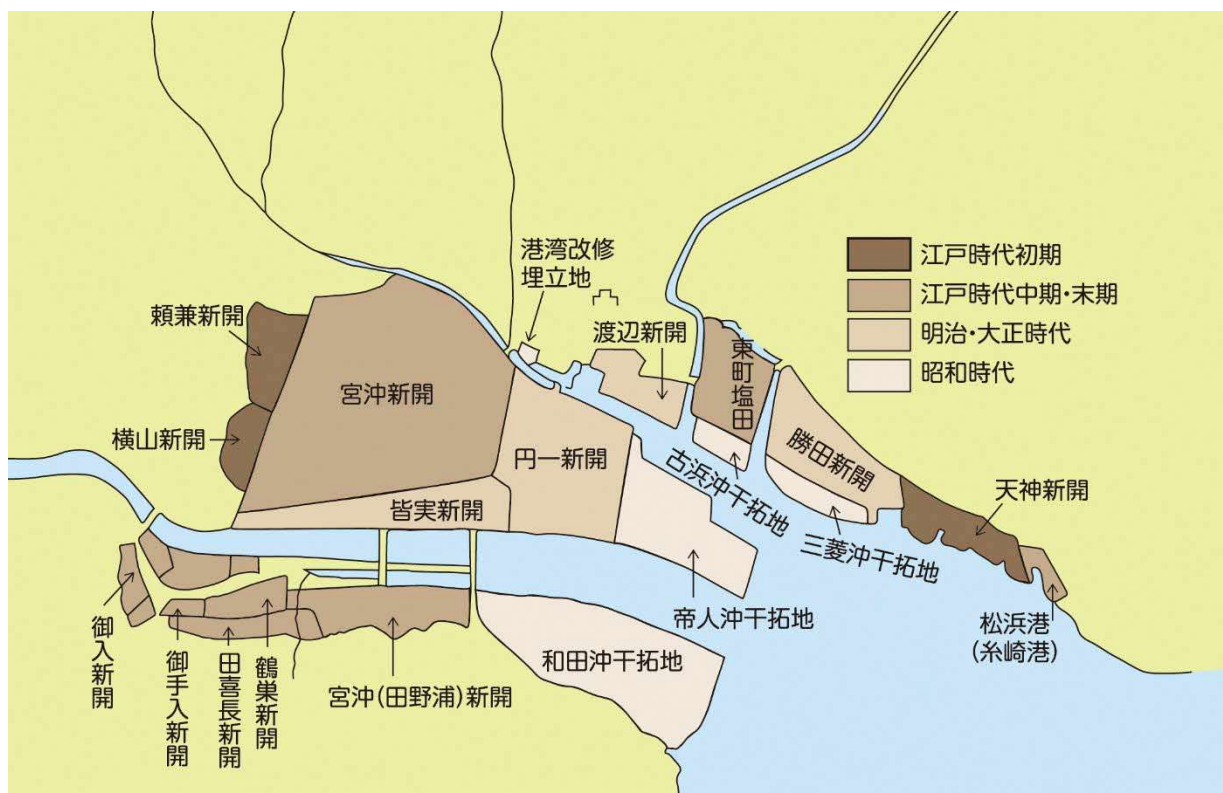 港湾改修
埋立地
江戸時代初期
江戸時代中期・末期
明治・大正時代
昭和時代
頼兼新開
渡辺新開
東町塩田
宮沖新開
横山新開
円一新開
勝田新開
古浜沖干拓地
天神新開
皆実新開
三菱沖干拓地
帝人沖干拓地
松浜港
(糸崎港)
御入新開
御手入新開
田喜長新開
鶴巣新開
宮沖(田野浦)新開
和田沖干拓地